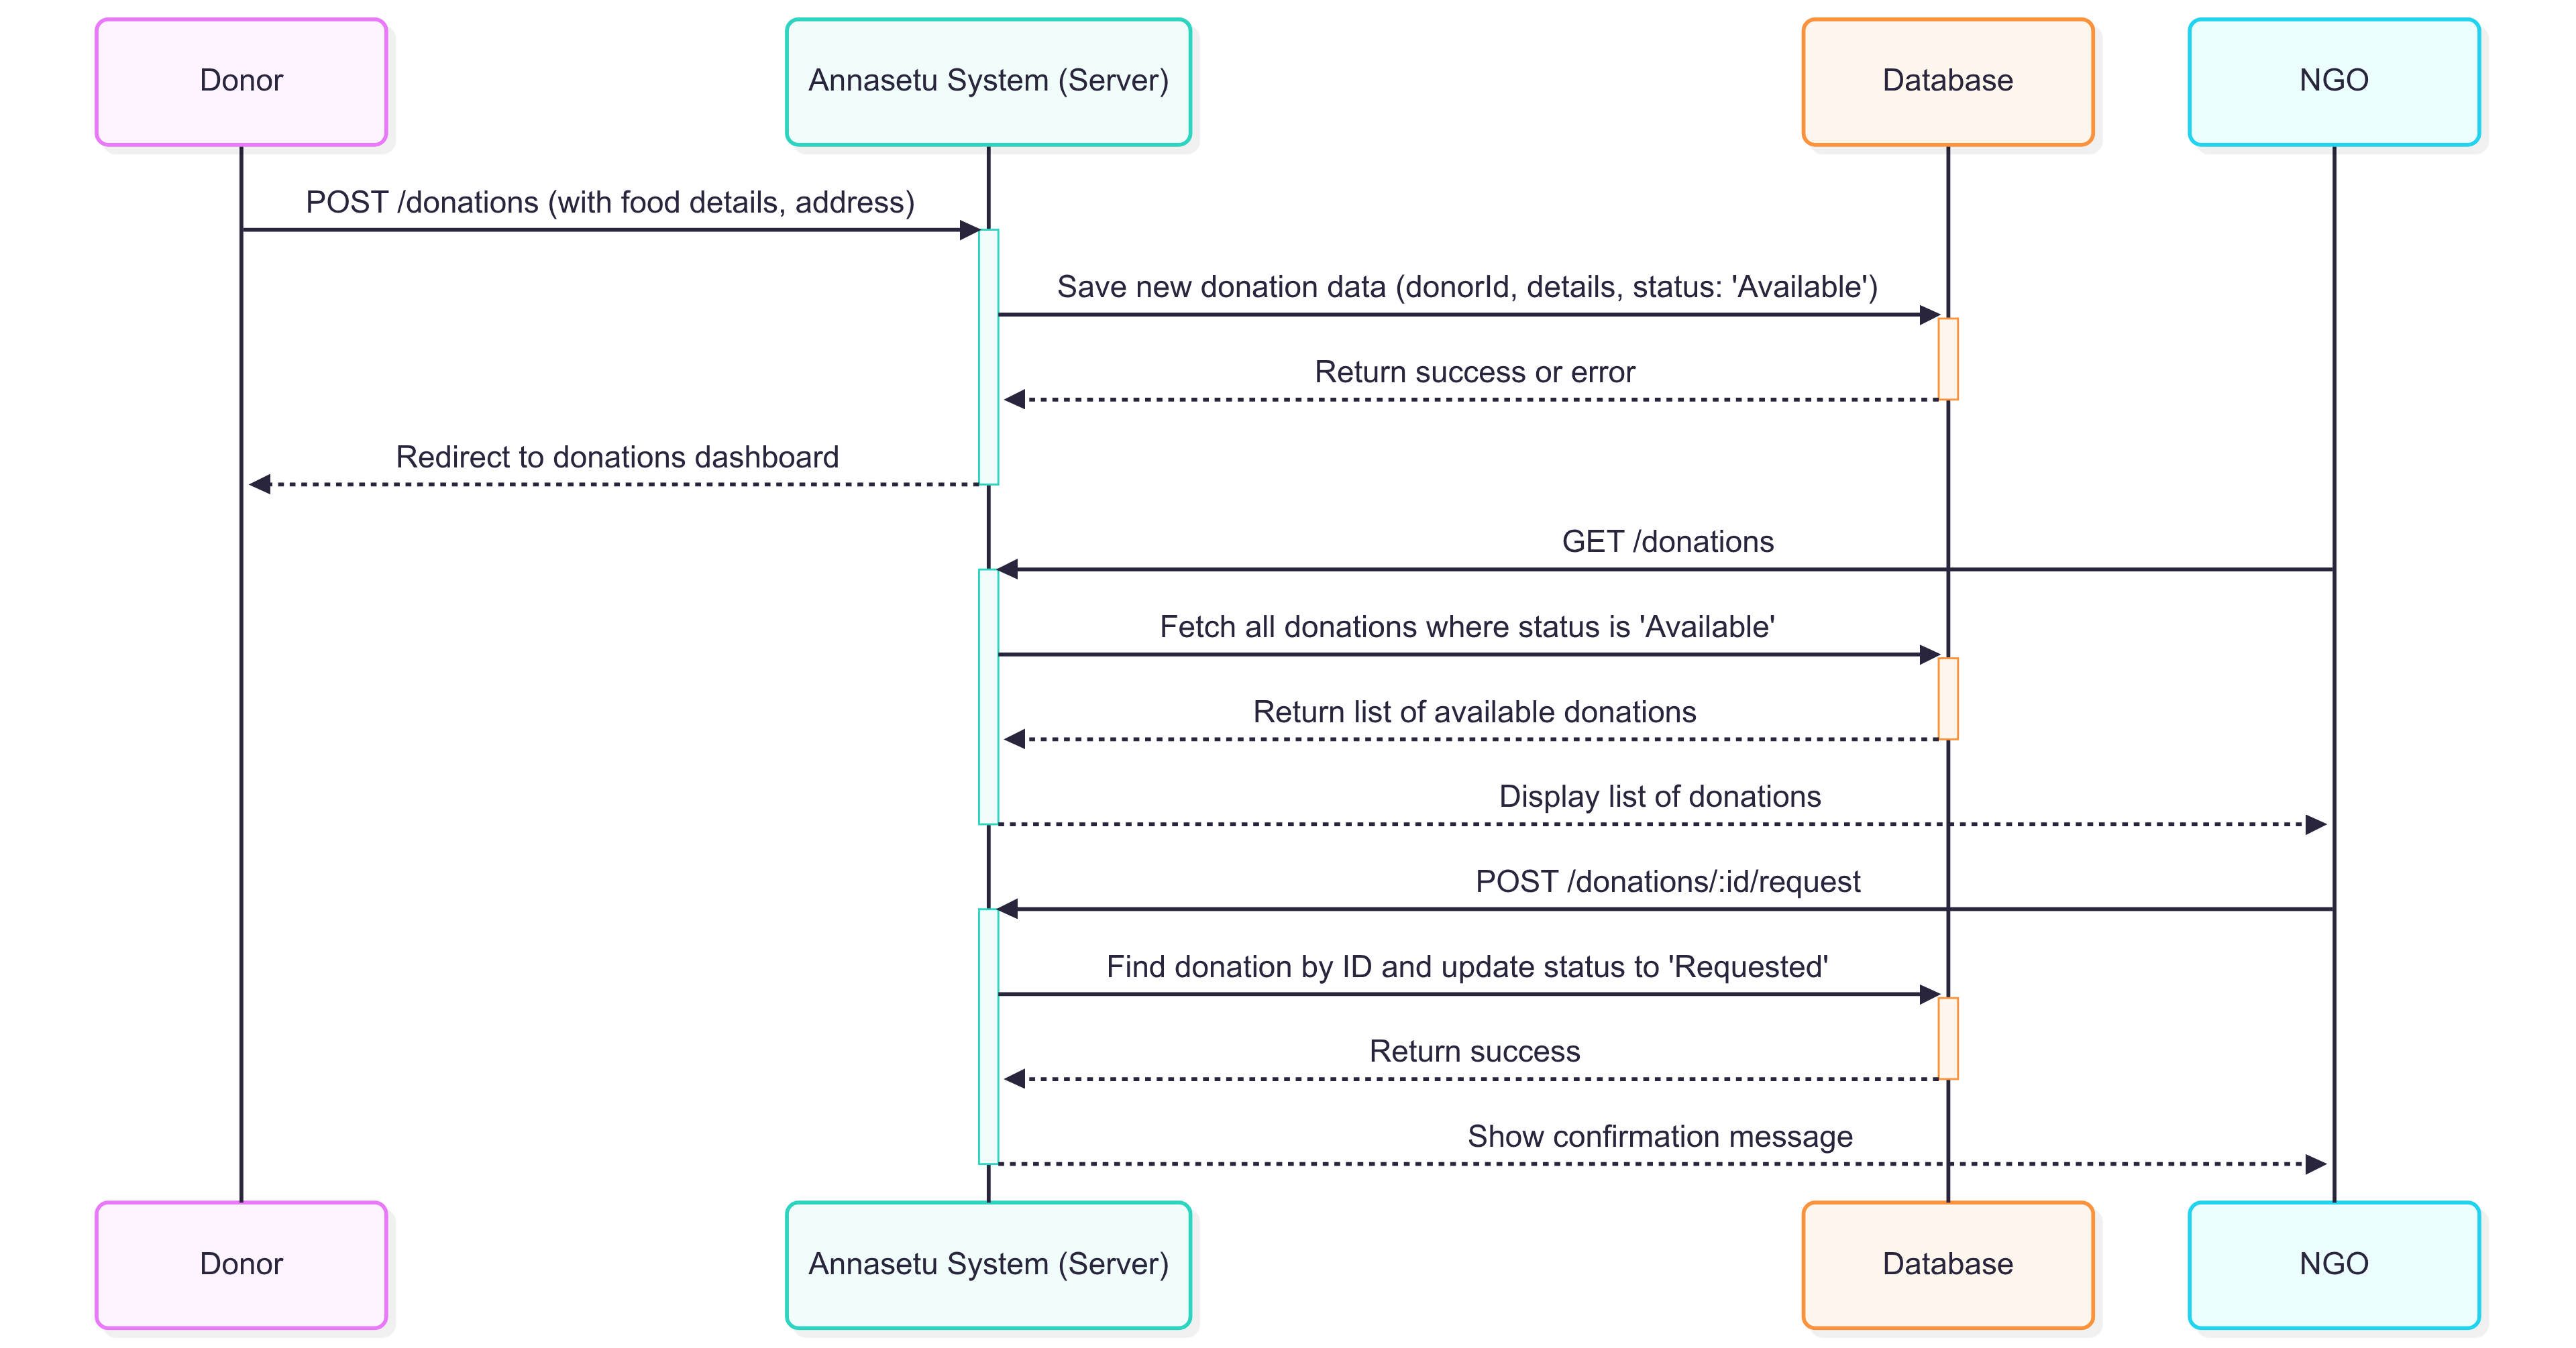 Donor
Annasetu System (Server)
Database
NGO
POST /donations (with food details, address)
Save new donation data (donorId, details, status: 'Available')
Return success or error
Redirect to donations dashboard
GET /donations
Fetch all donations where status is 'Available'
Return list of available donations
Display list of donations
POST /donations/:id/request
Find donation by ID and update status to 'Requested'
Return success
Show confirmation message
Donor
Annasetu System (Server)
Database
NGO